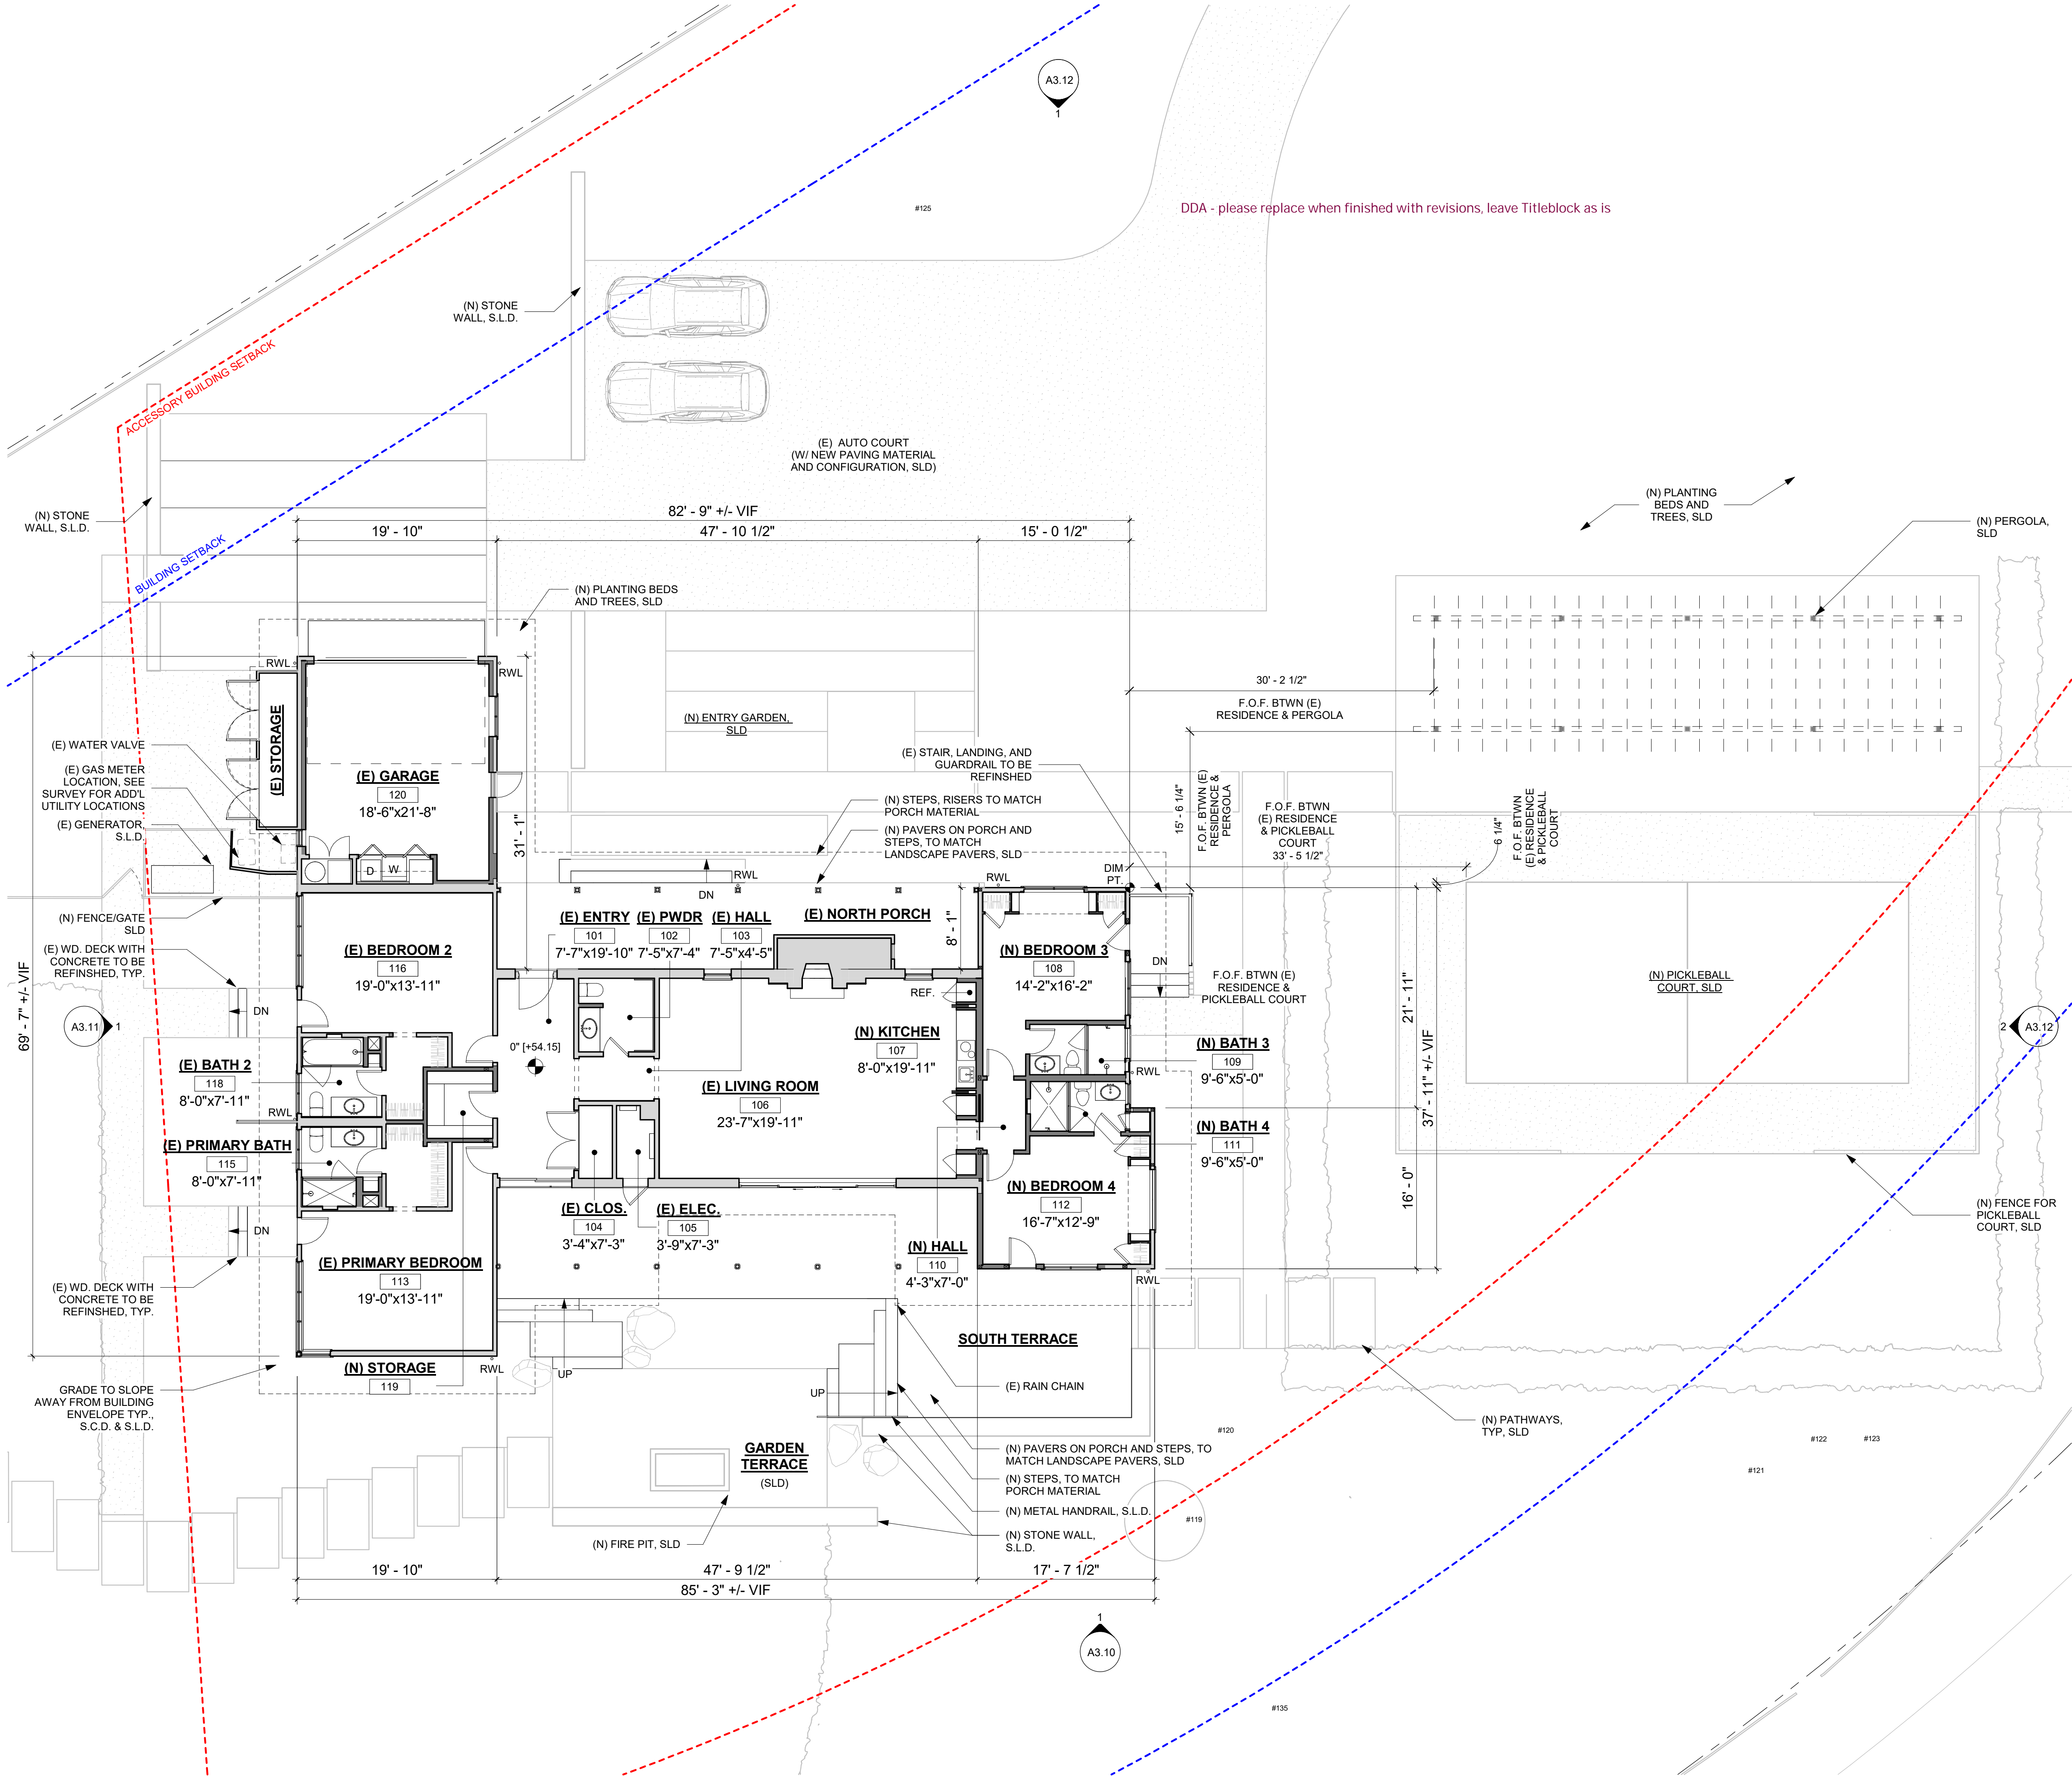 A3.12
1
#125
DDA - please replace when finished with revisions, leave Titleblock as is
(N) STONE
WALL, S.L.D.
ACCESSORY BUILDING SETBACK
(E) AUTO COURT
(W/ NEW PAVING MATERIAL
AND CONFIGURATION, SLD)
(N) STONE
WALL, S.L.D.
BUILDING SETBACK
82' - 9" +/- VIF
19' - 10"
47' - 10 1/2"
15' - 0 1/2"
(N) PLANTING
BEDS AND
TREES, SLD
(N) PERGOLA,
SLD
(N) PLANTING BEDS
AND TREES, SLD
RWL
RWL
30' - 2 1/2"
F.O.F. BTWN (E)
RESIDENCE & PERGOLA
(E) STORAGE
(N) ENTRY GARDEN,
SLD
(E) WATER VALVE
(E) GAS METER
LOCATION, SEE
SURVEY FOR ADD'L
UTILITY LOCATIONS
(E) GENERATOR,
S.L.D.
(E) GARAGE
120
18'-6"x21'-8"
D
W
31' - 1"
(E) STAIR, LANDING, AND
GUARDRAIL TO BE
REFINSHED
(N) STEPS, RISERS TO MATCH
PORCH MATERIAL
(N) PAVERS ON PORCH AND
STEPS, TO MATCH
LANDSCAPE PAVERS, SLD
15' - 6 1/4"
F.O.F. BTWN (E)
RESIDENCE &
PERGOLA
F.O.F. BTWN
(E) RESIDENCE
& PICKLEBALL
COURT
33' - 5 1/2"
6 1/4"
F.O.F. BTWN
(E) RESIDENCE
& PICKLEBALL
COURT
DN
RWL
RWL
DIM
PT.
(N) FENCE/GATE
SLD
(E) WD. DECK WITH
CONCRETE TO BE
REFINSHED, TYP.
69' - 7" +/- VIF
A3.11
1
DN
(E) BEDROOM 2
116
19'-0"x13'-11"
(E) ENTRY
101
7'-7"x19'-10"
(E) PWDR
102
7'-5"x7'-4"
(E) HALL
103
7'-5"x4'-5"
(E) NORTH PORCH
8' - 1"
(N) BEDROOM 3
108
14'-2"x16'-2"
DN
F.O.F. BTWN (E)
RESIDENCE &
PICKLEBALL COURT
REF.
21' - 11"
37' - 11" +/- VIF
(N) PICKLEBALL
COURT, SLD
2
A3.12
0" [+54.15]
(N) KITCHEN
107
8'-0"x19'-11"
(E) BATH 2
118
8'-0"x7'-11"
RWL
(E) LIVING ROOM
106
23'-7"x19'-11"
(N) BATH 3
109
9'-6"x5'-0"
RWL
(N) BATH 4
111
9'-6"x5'-0"
(E) PRIMARY BATH
115
8'-0"x7'-11"
DN
(N) BEDROOM 4
112
16'-7"x12'-9"
16' - 0"
(N) FENCE FOR
PICKLEBALL
COURT, SLD
(E) CLOS.
104
3'-4"x7'-3"
(E) ELEC.
105
3'-9"x7'-3"
(N) HALL
110
4'-3"x7'-0"
(E) WD. DECK WITH
CONCRETE TO BE
REFINSHED, TYP.
(E) PRIMARY BEDROOM
113
19'-0"x13'-11"
RWL
SOUTH TERRACE
(N) STORAGE
119
RWL
UP
UP
(E) RAIN CHAIN
GRADE TO SLOPE
AWAY FROM BUILDING
ENVELOPE TYP.,
S.C.D. & S.L.D.
GARDEN
TERRACE
(SLD)
(N) PAVERS ON PORCH AND STEPS, TO
MATCH LANDSCAPE PAVERS, SLD
(N) STEPS, TO MATCH
PORCH MATERIAL
(N) METAL HANDRAIL, S.L.D.
(N) STONE WALL,
S.L.D.
(N) PATHWAYS,
TYP, SLD
#120
#122
#123
#121
#119
(N) FIRE PIT, SLD
19' - 10"
47' - 9 1/2"
17' - 7 1/2"
85' - 3" +/- VIF
1
A3.10
#135